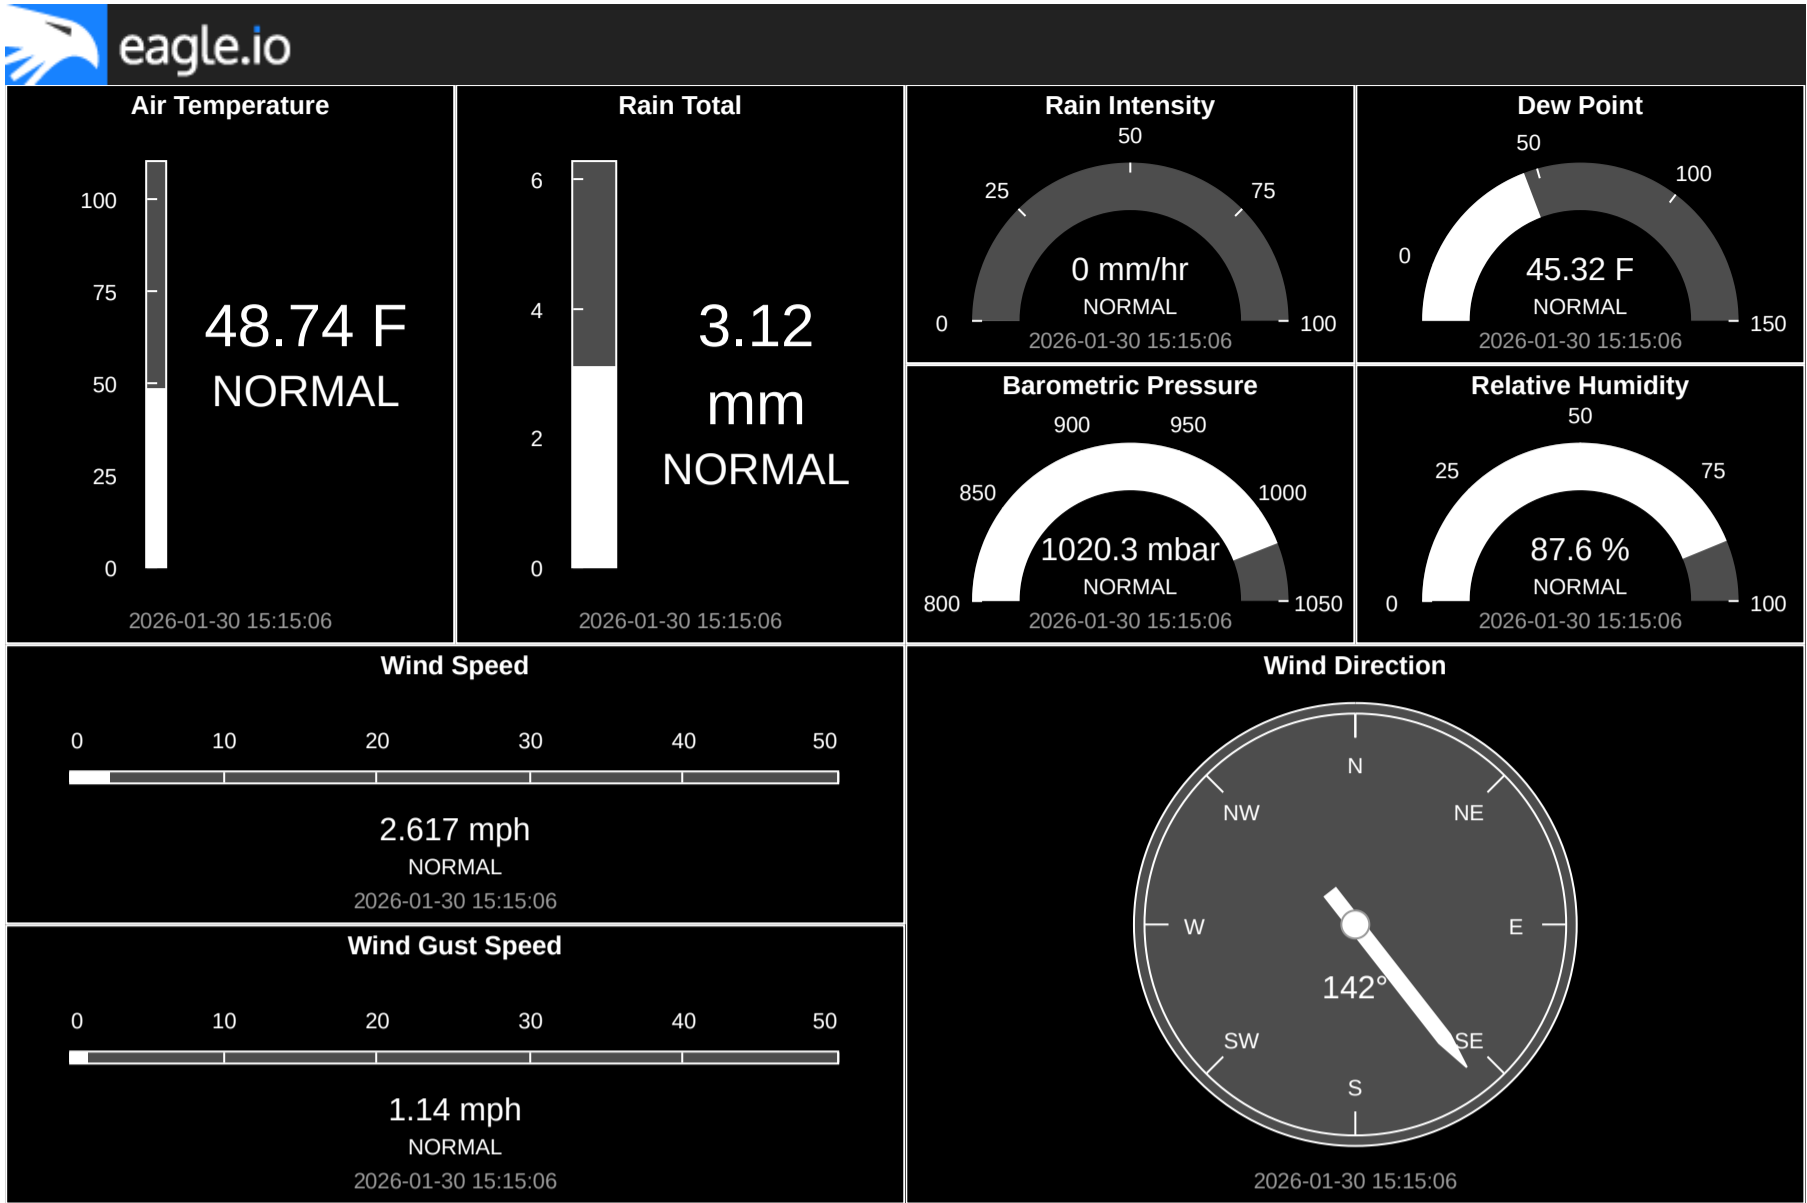 eagle.io
Air Temperature
100
75
50
25
0
48.74 F
NORMAL
2026-01-30 15:15:06
Rain Total
6
4
2
0
3.12
mm
NORMAL
2026-01-30 15:15:06
Rain Intensity
50
25
75
0
100
0 mm/hr
NORMAL
2026-01-30 15:15:06
Dew Point
50
100
0
150
45.32 F
NORMAL
2026-01-30 15:15:06
Barometric Pressure
900
950
850
1000
800
1050
1020.3 mbar
NORMAL
2026-01-30 15:15:06
Relative Humidity
50
25
75
0
100
87.6 %
NORMAL
2026-01-30 15:15:06
Wind Speed
0 10 20 30 40 50
2.617 mph
NORMAL
2026-01-30 15:15:06
Wind Gust Speed
0 10 20 30 40 50
1.14 mph
NORMAL
2026-01-30 15:15:06
Wind Direction
N
NW NE
W E
142°
SW SE
S
2026-01-30 15:15:06